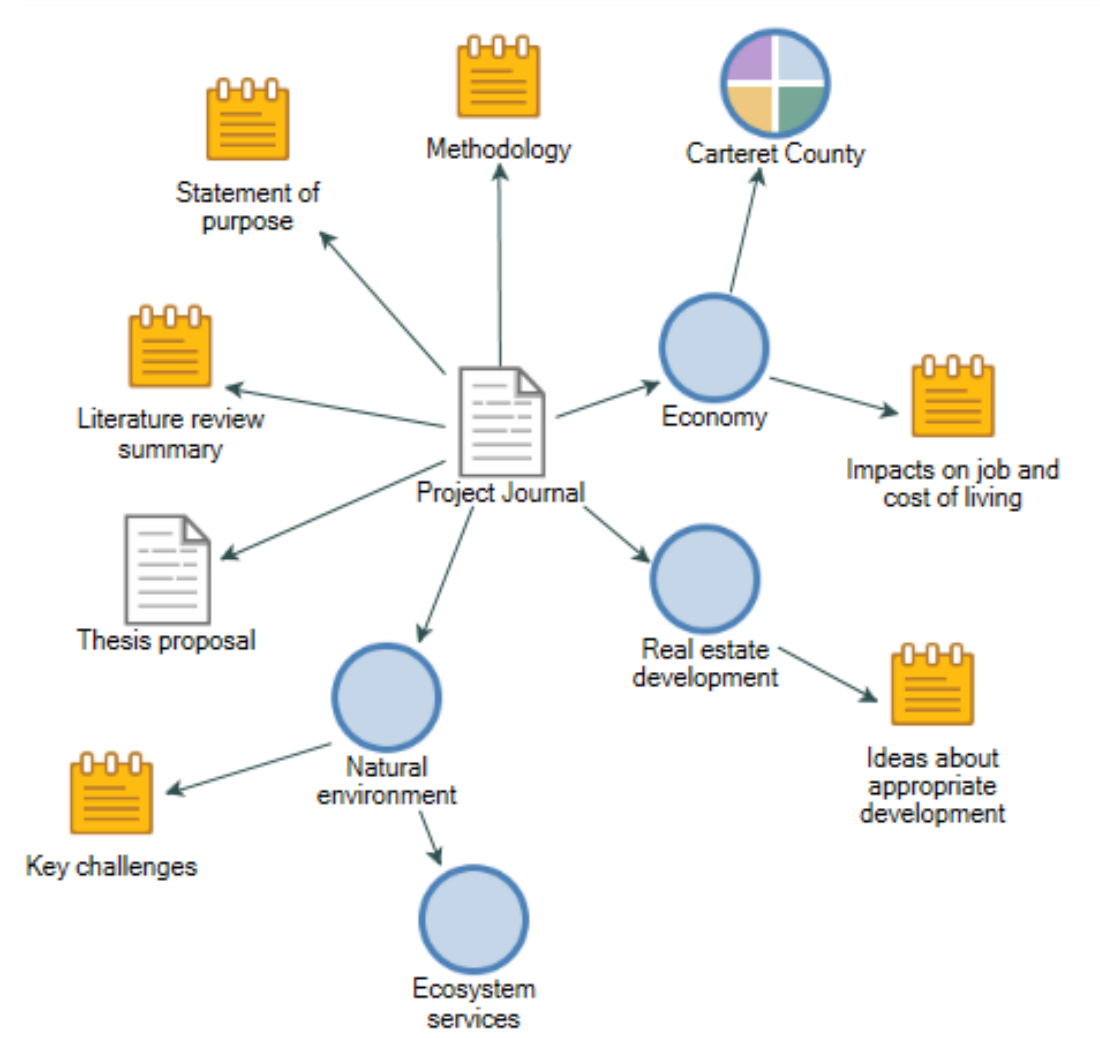 Methodology
Carteret County
Statement of
purpose
Literature review
summary
Economy
Impacts on job and
cost of living
Project Journal
Thesis proposal
Real estate
development
Natural
environment
Ideas about
appropriate
development
Key challenges
Ecosystem
services